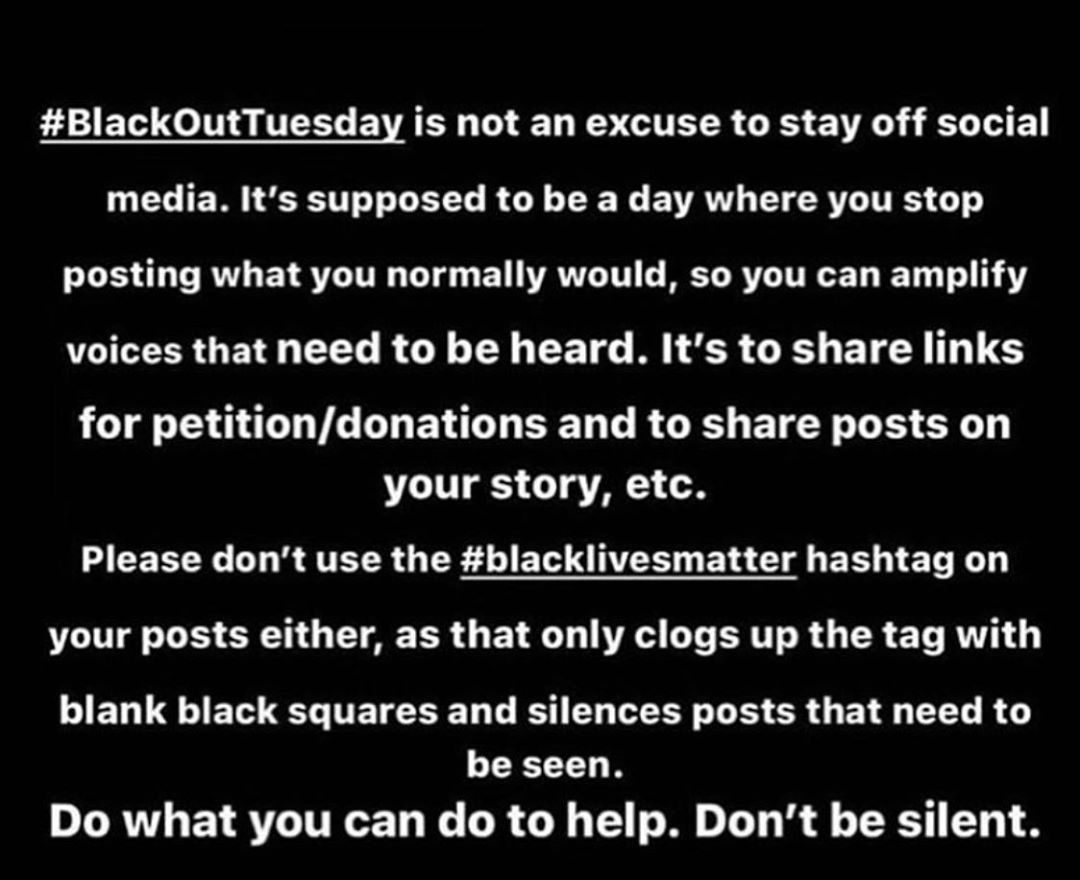 #BlackOutTuesday is not an excuse to stay off social
media. It’s supposed to be a day where you stop
posting what you normally would, so you can amplify
voices that need to be heard. It’s to share links
for petition/donations and to share posts on
your story, etc.
Please don’t use the #blacklivesmatter hashtag on
your posts either, as that only clogs up the tag with
blank black squares and silences posts that need to
be seen.
Do what you can do to help. Don’t be silent.